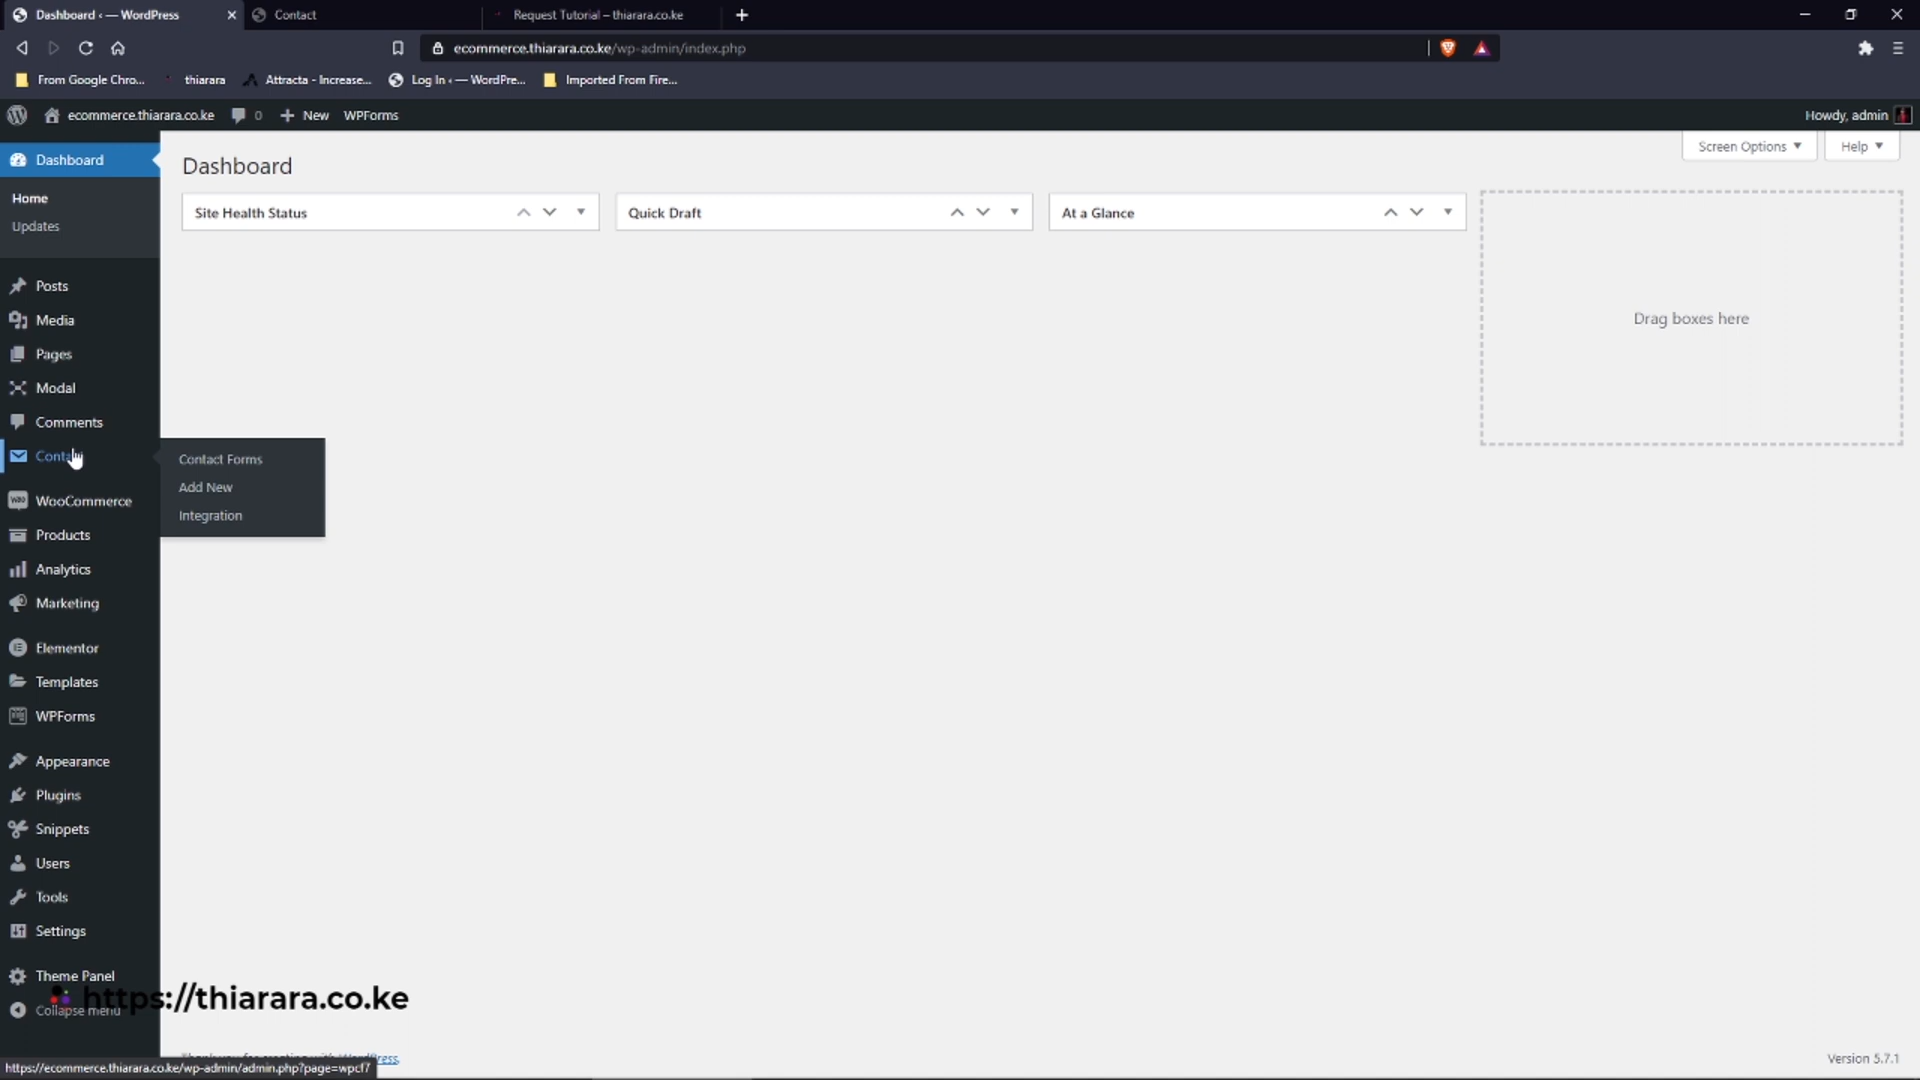 Dashboard ‹ — WordPress
Contact
Request Tutorial – thiarara.co.ke
ecommerce.thiarara.co.ke/wp-admin/index.php
From Google Chro...
thiarara
Attracta - Increase...
Log In ‹ — WordPre...
Imported From Fire...
ecommerce.thiarara.co.ke
0
New
WPForms
Howdy, admin
Dashboard
Home
Updates
Posts
Media
Pages
Modal
Comments
WooCommerce
Products
Analytics
Marketing
Elementor
Templates
WPForms
Appearance
Plugins
Snippets
Users
Tools
Settings
Theme Panel
Collapse menu
Contact Forms
Add New
Integration
Dashboard
Screen Options
Help
Site Health Status
Quick Draft
At a Glance
Drag boxes here
https://thiarara.co.ke
Version 5.7.1
https://ecommerce.thiarara.co.ke/wp-admin/admin.php?page=wpcf7